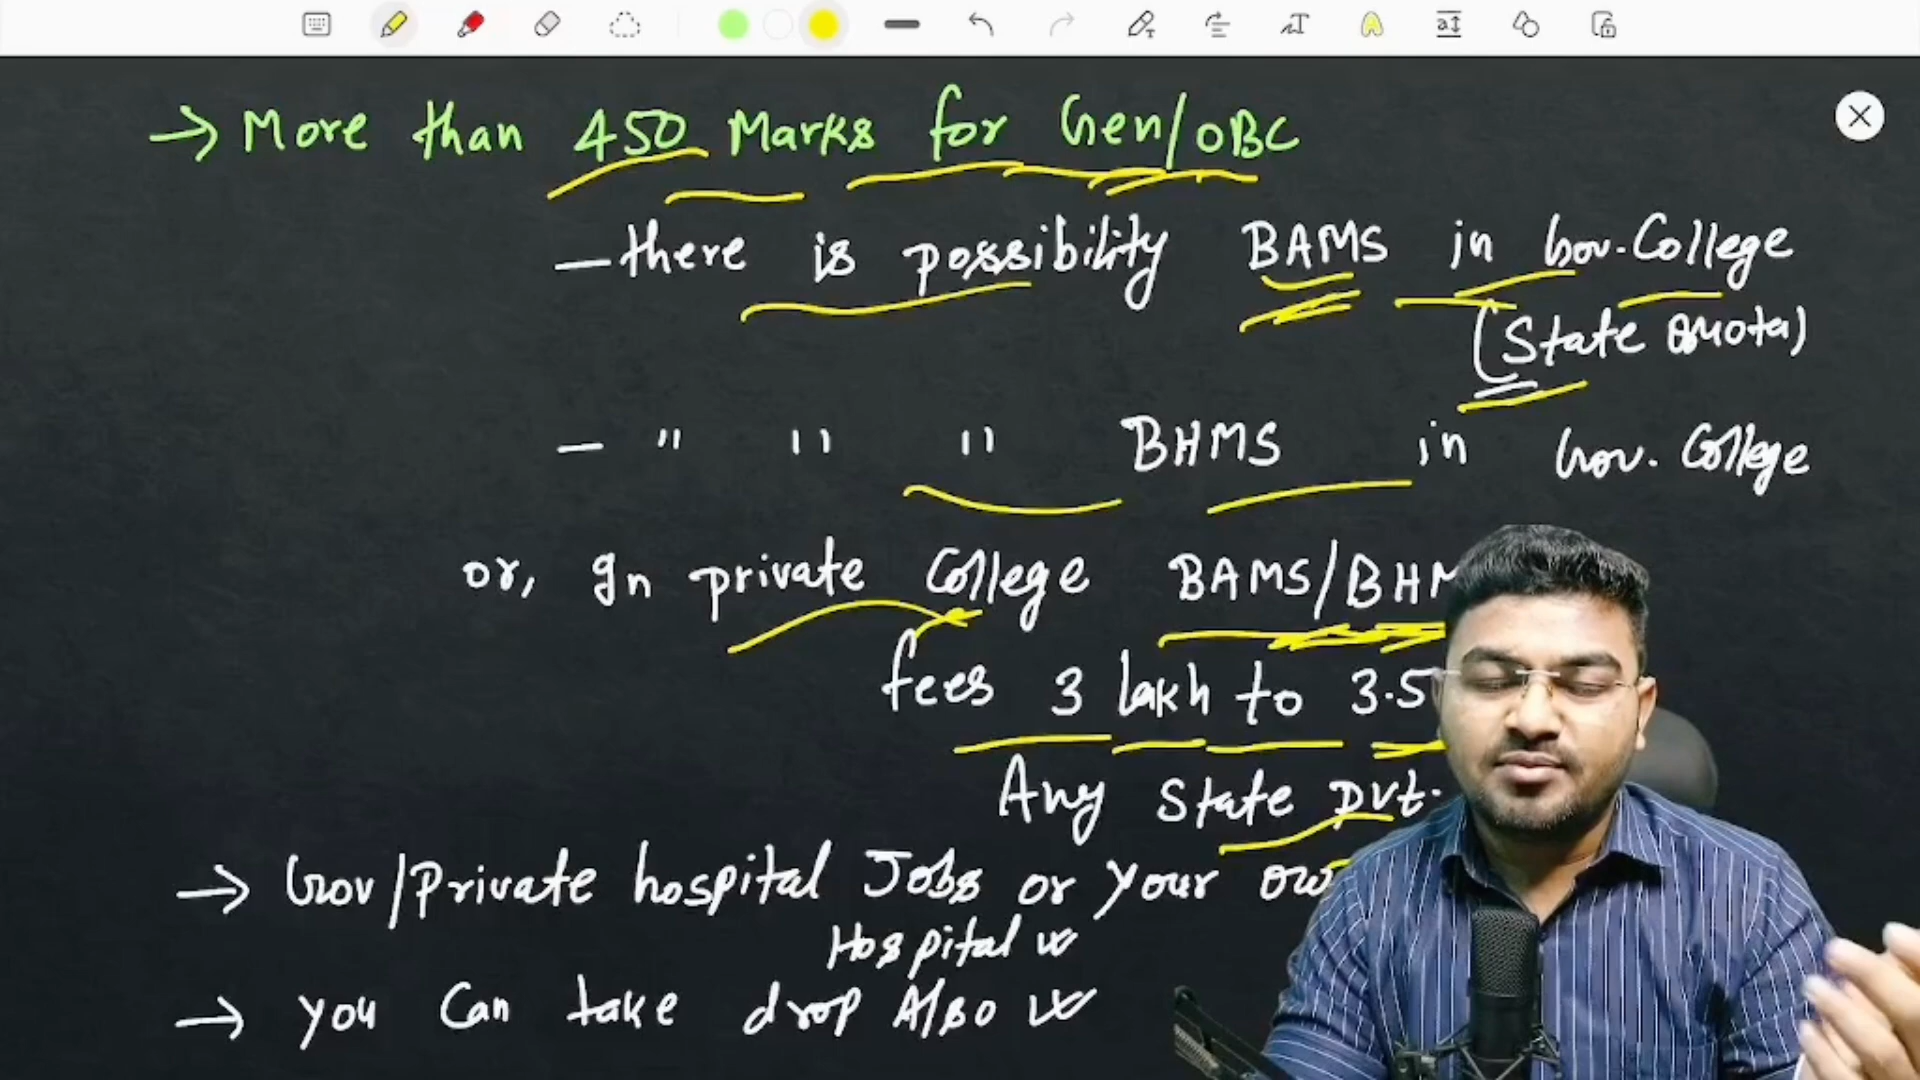 → More than 450 Marks for Gen/OBC
– there is possibility BAMS in Gov. College
(State Quota)
– " " " BHMS in Gov. College
or, In private College BAMS/BHM
fees 3 lakh to 3.5
Any State pvt.
→ Gov/Private hospital Jobs or your ow
Hospital
→ you Can take drop Also